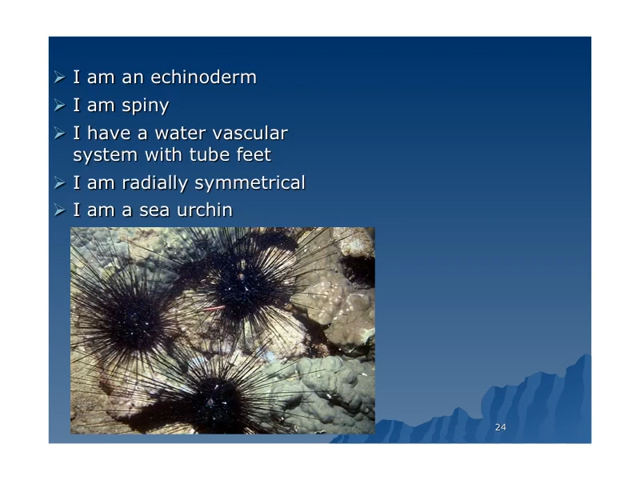 I am an echinoderm
I am spiny
I have a water vascular
system with tube feet
I am radially symmetrical
I am a sea urchin
24